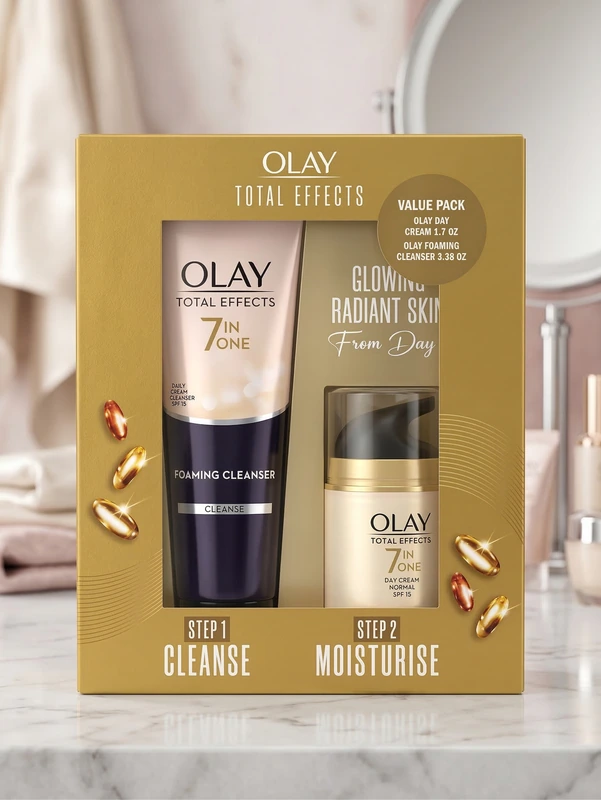 OLAY
TOTAL EFFECTS
VALUE PACK
OLAY DAY
CREAM 1.7 OZ
OLAY FOAMING
CLEANSER 3.38 OZ
OLAY
TOTAL EFFECTS
7 IN
ONE
DAILY
CREAM
CLEANSER
SPF 15
FOAMING CLEANSER
CLEANSE
GLOWING
RADIANT SKIN
From Day
OLAY
TOTAL EFFECTS
7 IN
ONE
DAY CREAM
NORMAL
SPF 15
STEP 1
CLEANSE
STEP 2
MOISTURISE